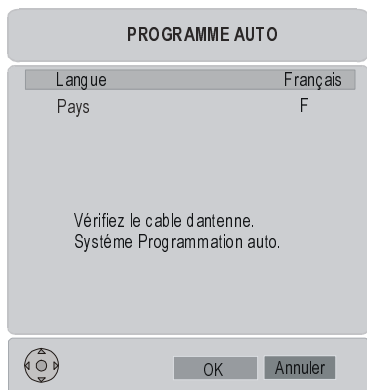 PROGRAMME AUTO
Langue Français
Pays F
Vérifiez le cable dantenne.
Systéme Programmation auto.
OK Annuler